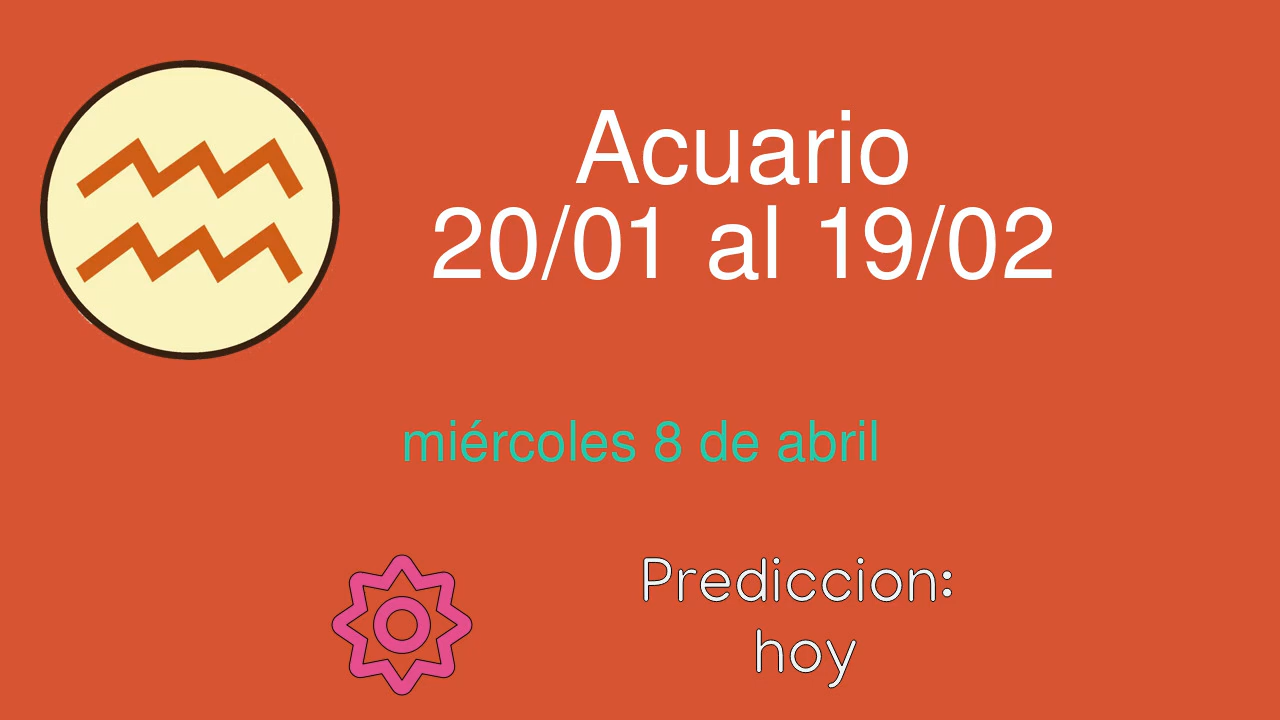 Acuario
20/01 al 19/02
miércoles 8 de abril
Prediccion:
hoy